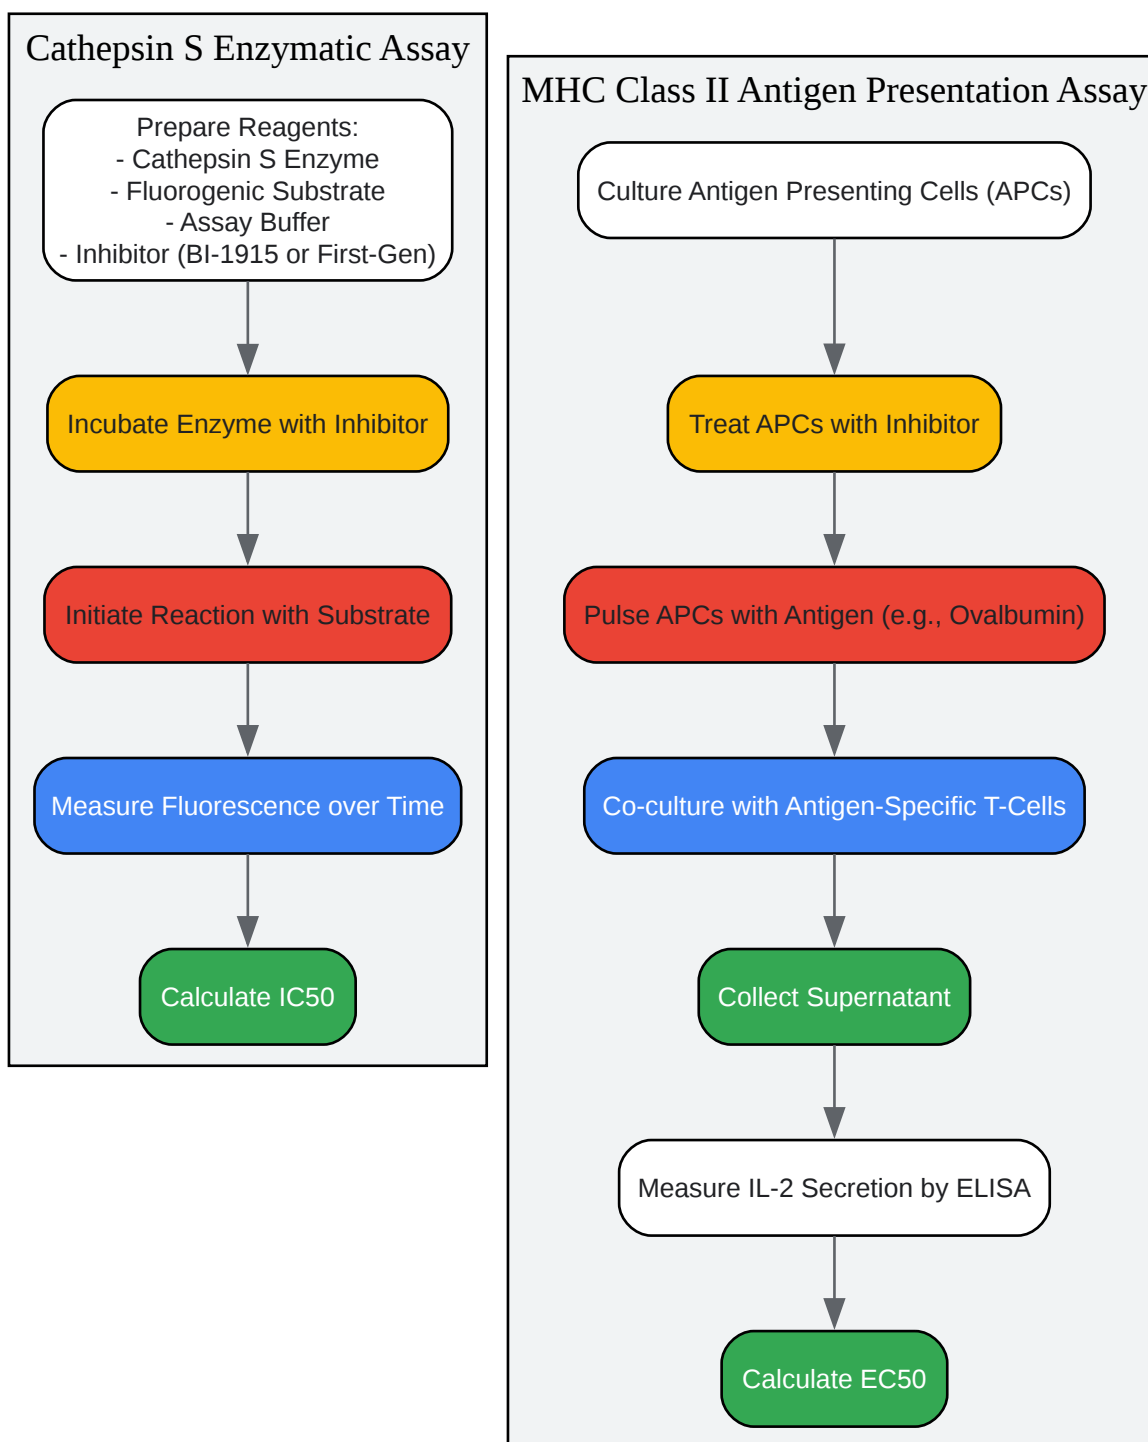 Cathepsin S Enzymatic Assay
Prepare Reagents:
- Cathepsin S Enzyme
- Fluorogenic Substrate
- Assay Buffer
- Inhibitor (BI-1915 or First-Gen)
Incubate Enzyme with Inhibitor
Initiate Reaction with Substrate
Measure Fluorescence over Time
Calculate IC50
MHC Class II Antigen Presentation Assay
Culture Antigen Presenting Cells (APCs)
Treat APCs with Inhibitor
Pulse APCs with Antigen (e.g., Ovalbumin)
Co-culture with Antigen-Specific T-Cells
Collect Supernatant
Measure IL-2 Secretion by ELISA
Calculate EC50